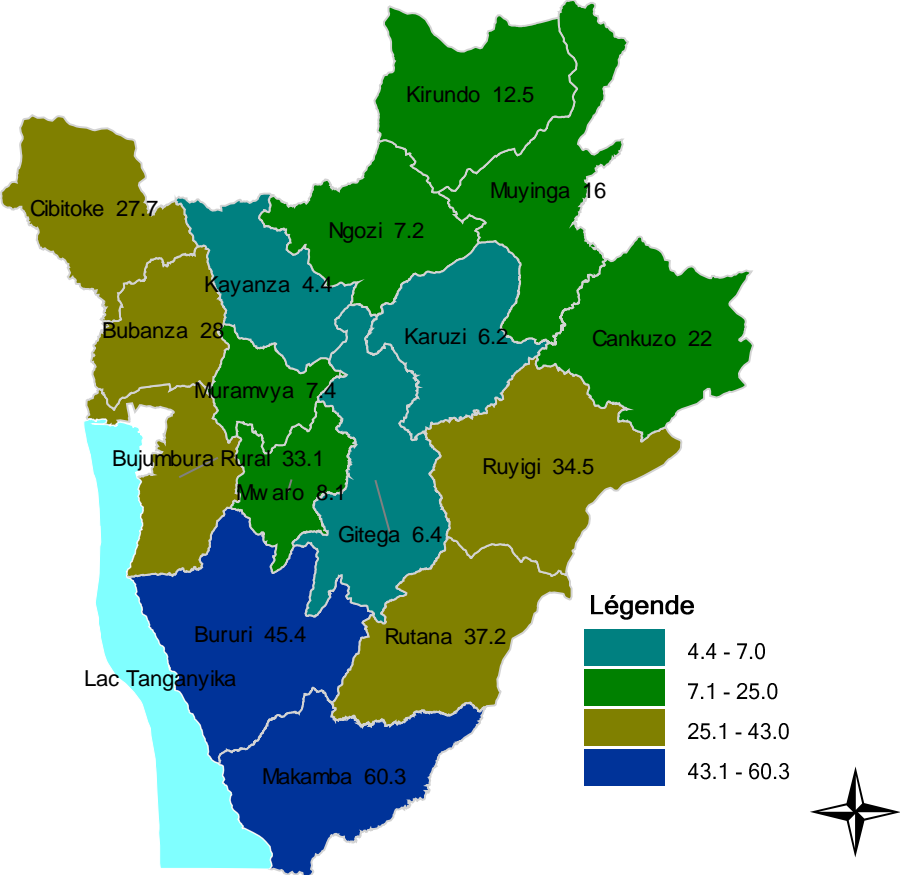 Kirundo 12.5
Muyinga 16
Cibitoke 27.7
Ngozi 7.2
Kayanza 4.4
Bubanza 28
Karuzi 6.2
Cankuzo 22
Muramvya 7.4
Bujumbura Rural 33.1
Ruyigi 34.5
Mwaro 8.1
Gitega 6.4
Bururi 45.4
Rutana 37.2
Lac Tanganyika
Makamba 60.3
Légende
4.4 - 7.0
7.1 - 25.0
25.1 - 43.0
43.1 - 60.3